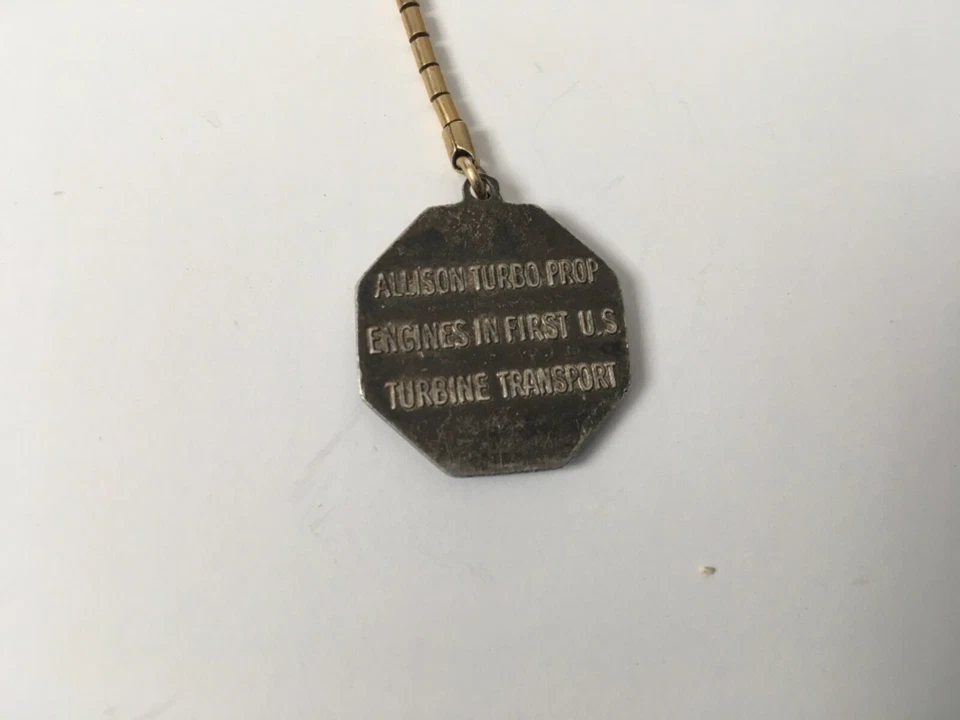 ALLISON TURBO PROP
ENGINES IN FIRST U.S.
TURBINE TRANSPORT